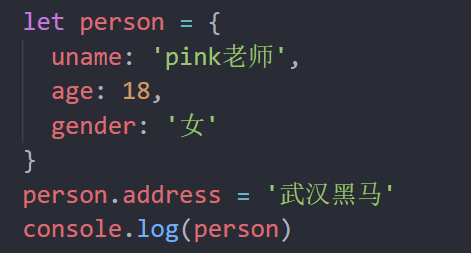 let person = {
  uname: 'pink老师',
  age: 18,
  gender: '女'
}
person.address = '武汉黑马'
console.log(person)